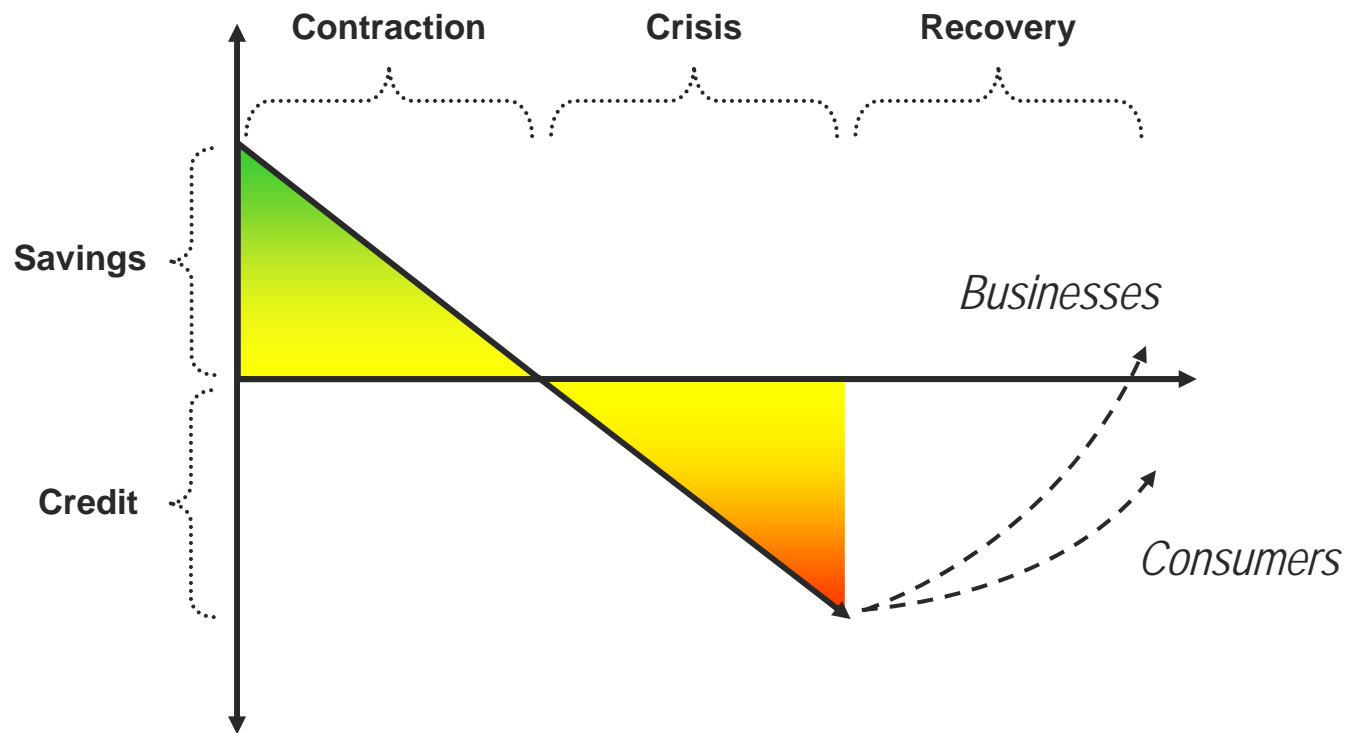 Contraction
Crisis
Recovery
Savings
Businesses
Credit
Consumers